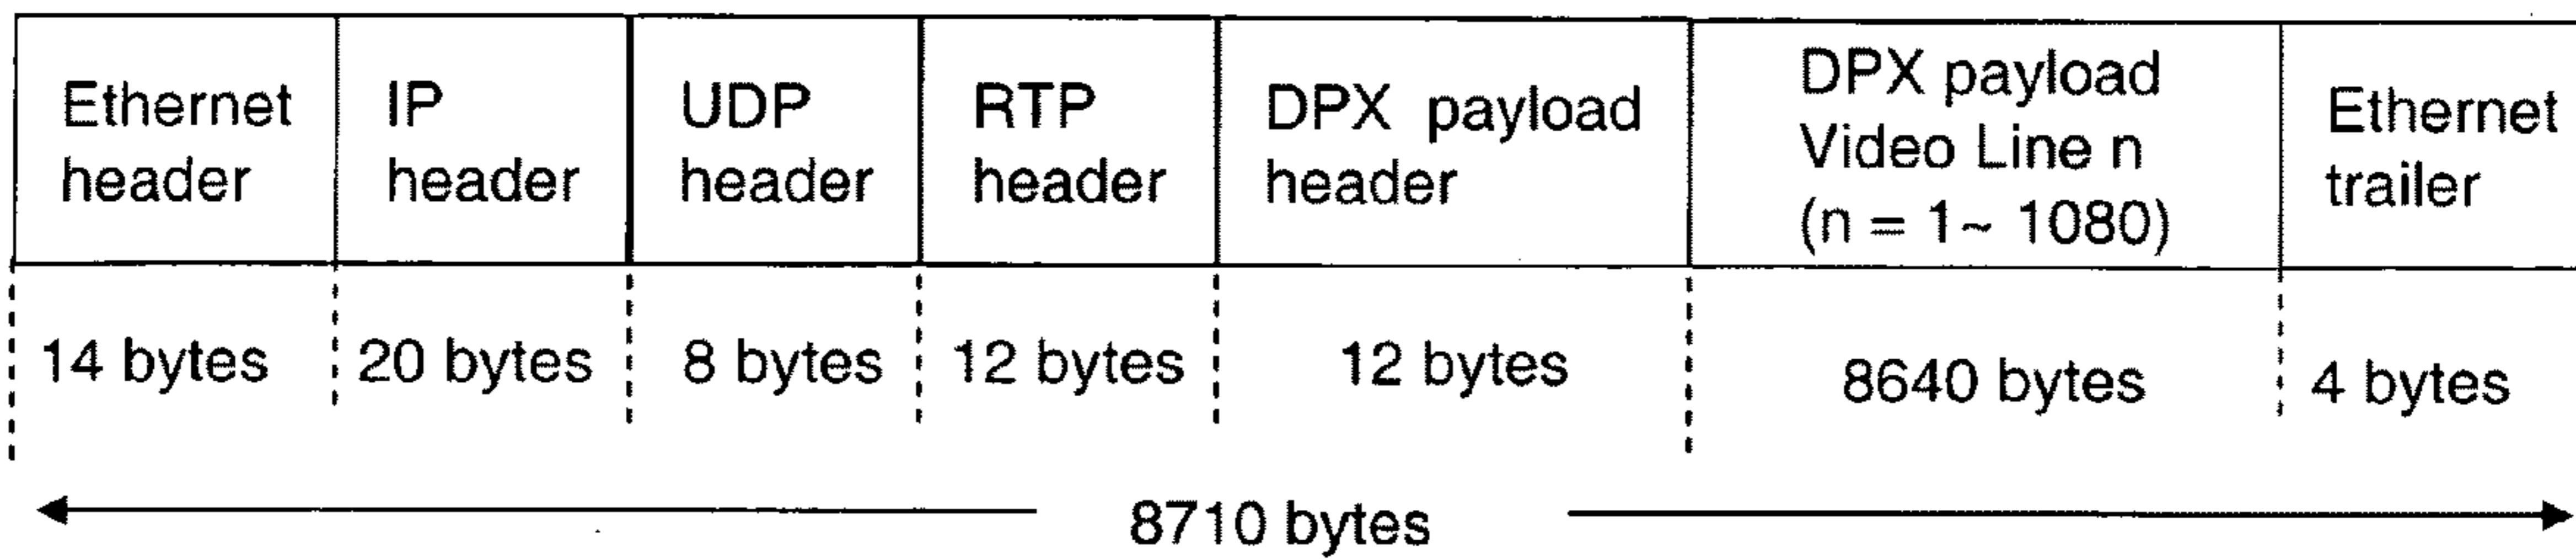 Ethernet
header
IP
header
UDP
header
RTP
header
DPX payload
header
DPX payload
Video Line n
(n = 1~ 1080)
Ethernet
trailer
14 bytes
20 bytes
8 bytes
12 bytes
12 bytes
8640 bytes
4 bytes
8710 bytes